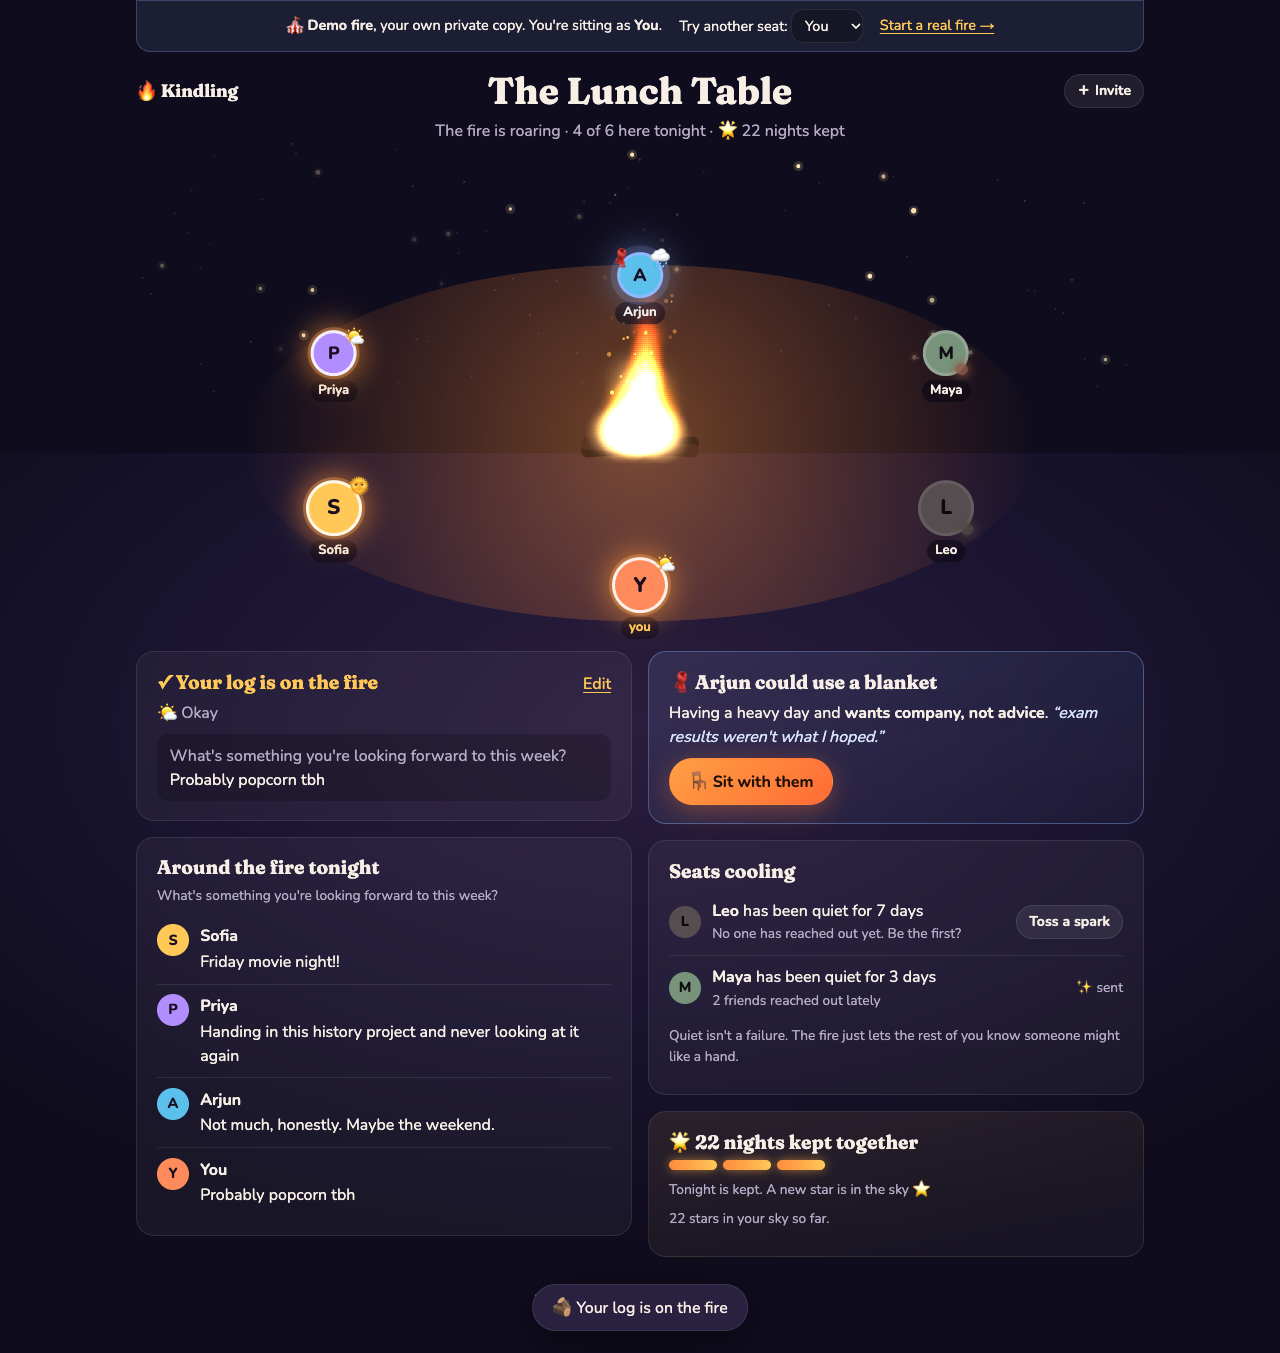 Demo fire, your own private copy. You're sitting as You. Try another seat: You Start a real fire →
Kindling
The Lunch Table
+ Invite
The fire is roaring · 4 of 6 here tonight · 🌟 22 nights kept
A
Arjun
P
Priya
M
Maya
S
Sofia
L
Leo
Y
you
✓ Your log is on the fire
Edit
🌤️ Okay
What's something you're looking forward to this week?
Probably popcorn tbh
Arjun could use a blanket
Having a heavy day and wants company, not advice. “exam
results weren't what I hoped.”
Sit with them
Around the fire tonight
What's something you're looking forward to this week?
S
Sofia
Friday movie night!!
P
Priya
Handing in this history project and never looking at it
again
A
Arjun
Not much, honestly. Maybe the weekend.
Y
You
Probably popcorn tbh
Seats cooling
L
Leo has been quiet for 7 days
No one has reached out yet. Be the first?
Toss a spark
M
Maya has been quiet for 3 days
2 friends reached out lately
✨ sent
Quiet isn't a failure. The fire just lets the rest of you know someone might
like a hand.
🌟 22 nights kept together
Tonight is kept. A new star is in the sky ⭐
22 stars in your sky so far.
Your log is on the fire